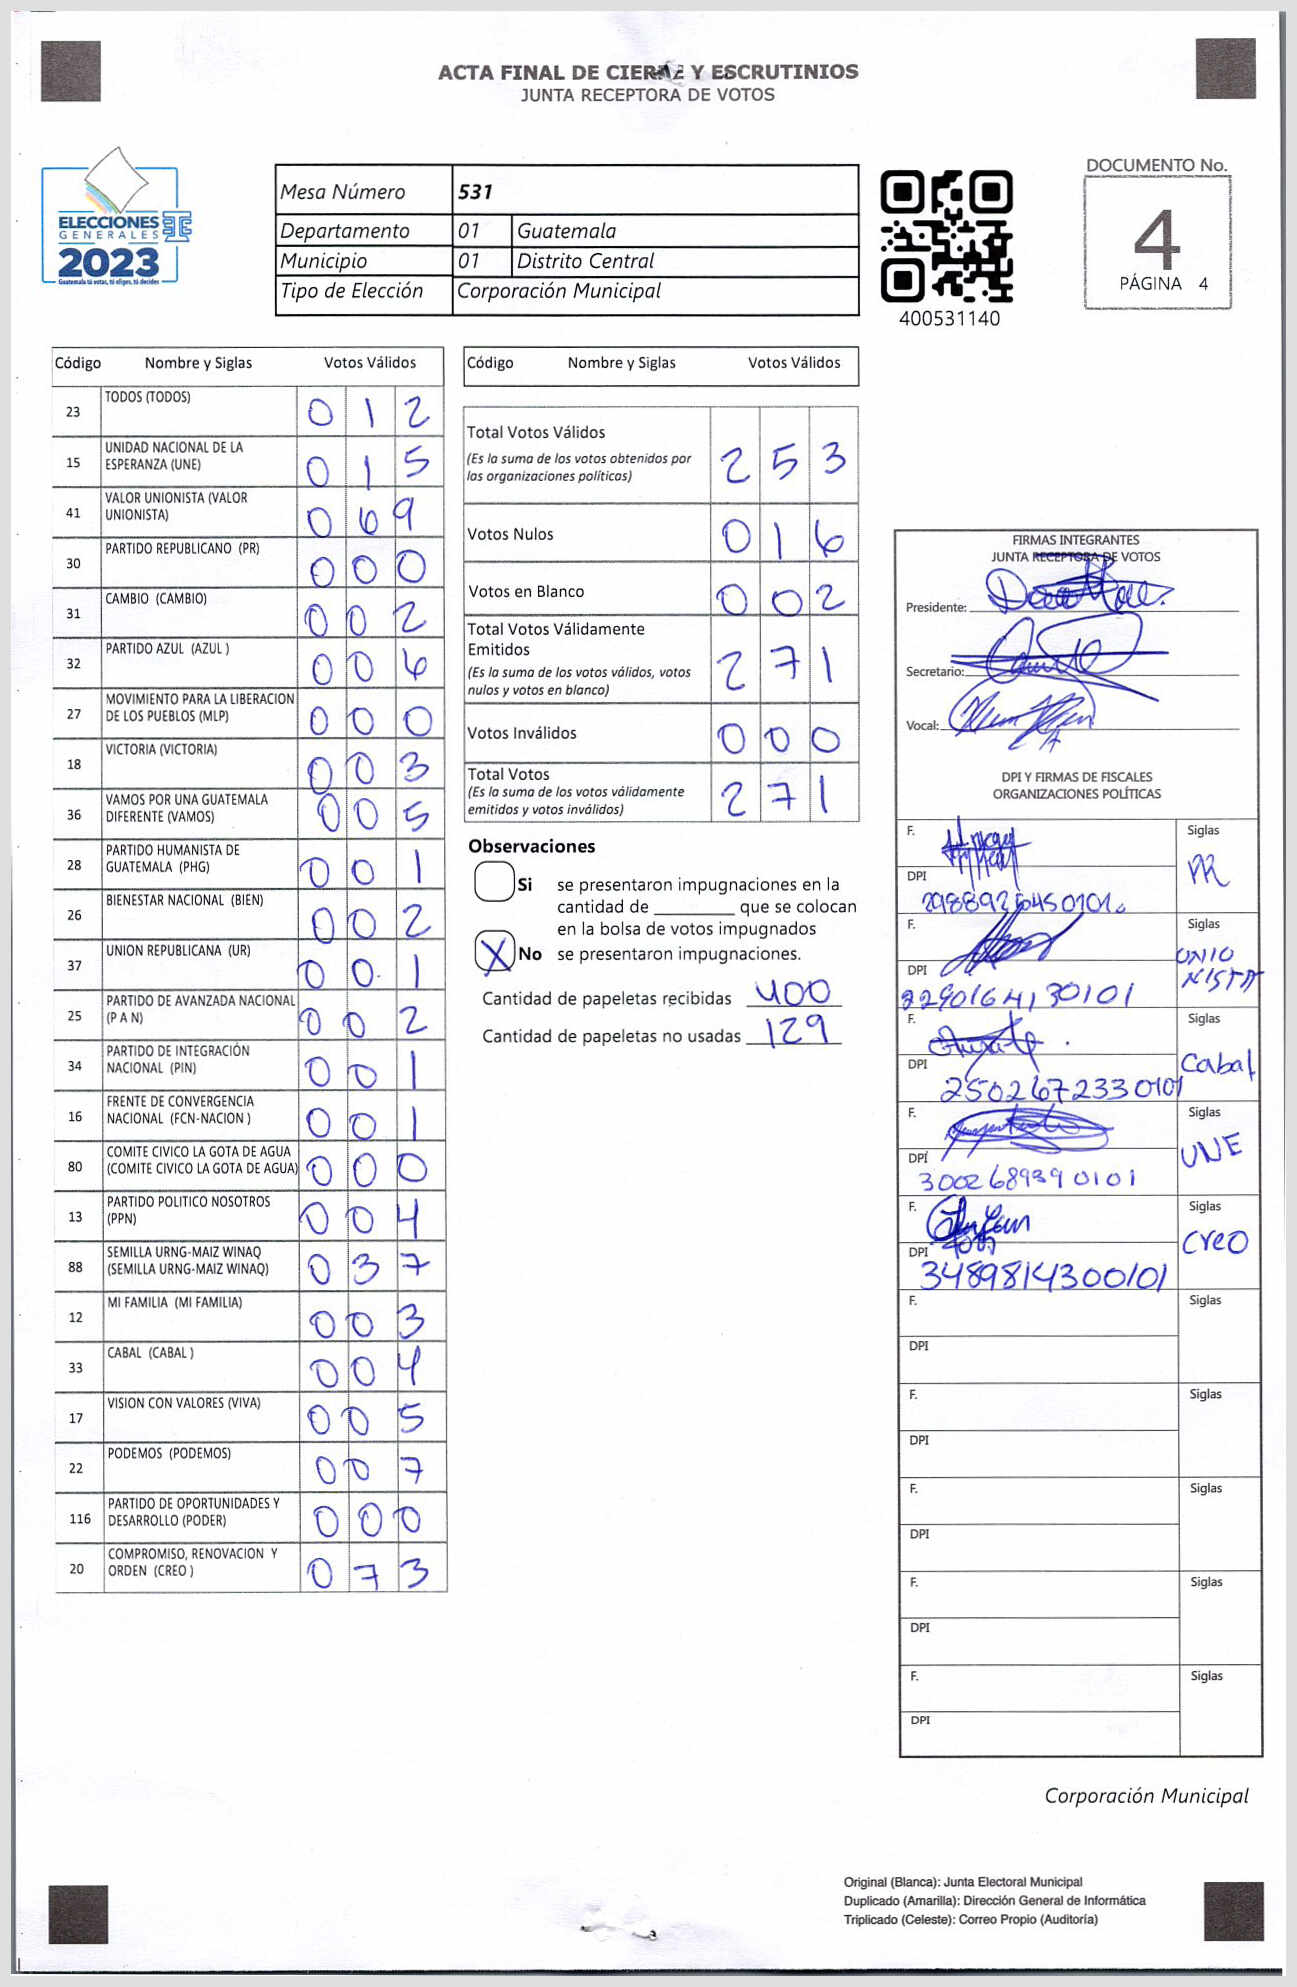 ACTA FINAL DE CIERRE Y ESCRUTINIOS
JUNTA RECEPTORA DE VOTOS
ELECCIONES
GENERALES
2023
Guatemala tú votas, tú eliges, tú decides
Mesa Número 531
Departamento 01 Guatemala
Municipio 01 Distrito Central
Tipo de Elección Corporación Municipal
400531140
DOCUMENTO No.
4
PÁGINA 4
Código Nombre y Siglas Votos Válidos
23 TODOS (TODOS) 0 1 2
15 UNIDAD NACIONAL DE LA
ESPERANZA (UNE) 0 1 5
41 VALOR UNIONISTA (VALOR
UNIONISTA) 0 6 9
30 PARTIDO REPUBLICANO (PR) 0 0 0
31 CAMBIO (CAMBIO) 0 0 2
32 PARTIDO AZUL (AZUL ) 0 0 6
27 MOVIMIENTO PARA LA LIBERACION
DE LOS PUEBLOS (MLP) 0 0 0
18 VICTORIA (VICTORIA) 0 0 3
36 VAMOS POR UNA GUATEMALA
DIFERENTE (VAMOS) 0 0 5
28 PARTIDO HUMANISTA DE
GUATEMALA (PHG) 0 0 1
26 BIENESTAR NACIONAL (BIEN) 0 0 2
37 UNION REPUBLICANA (UR) 0 0 1
25 PARTIDO DE AVANZADA NACIONAL
(P A N) 0 0 2
34 PARTIDO DE INTEGRACIÓN
NACIONAL (PIN) 0 0 1
16 FRENTE DE CONVERGENCIA
NACIONAL (FCN-NACION ) 0 0 1
80 COMITE CIVICO LA GOTA DE AGUA
(COMITE CIVICO LA GOTA DE AGUA) 0 0 0
13 PARTIDO POLITICO NOSOTROS
(PPN) 0 0 4
88 SEMILLA URNG-MAIZ WINAQ
(SEMILLA URNG-MAIZ WINAQ) 0 3 7
12 MI FAMILIA (MI FAMILIA) 0 0 3
33 CABAL (CABAL ) 0 0 4
17 VISION CON VALORES (VIVA) 0 0 5
22 PODEMOS (PODEMOS) 0 0 7
116 PARTIDO DE OPORTUNIDADES Y
DESARROLLO (PODER) 0 0 0
20 COMPROMISO, RENOVACION Y
ORDEN (CREO ) 0 7 3
Código Nombre y Siglas Votos Válidos
Total Votos Válidos
(Es la suma de los votos obtenidos por
las organizaciones políticas) 2 5 3
Votos Nulos 0 1 6
Votos en Blanco 0 0 2
Total Votos Válidamente
Emitidos
(Es la suma de los votos válidos, votos
nulos y votos en blanco) 2 7 1
Votos Inválidos 0 0 0
Total Votos
(Es la suma de los votos válidamente
emitidos y votos inválidos) 2 7 1
Observaciones
Si se presentaron impugnaciones en la
cantidad de ________ que se colocan
en la bolsa de votos impugnados
X No se presentaron impugnaciones.
Cantidad de papeletas recibidas 400
Cantidad de papeletas no usadas 129
FIRMAS INTEGRANTES
JUNTA RECEPTORA DE VOTOS
Presidente:
Secretario:
Vocal:
DPI Y FIRMAS DE FISCALES
ORGANIZACIONES POLÍTICAS
F. Siglas
DPI PR
2988926450101
F. Siglas
DPI UNIO
NISTA
2290164130101
F. Siglas
DPI Cabal
2502672330101
F. Siglas
DPI UNE
3002689390101
F. Siglas
DPI Creo
3489814300101
F. Siglas
DPI
F. Siglas
DPI
F. Siglas
DPI
F. Siglas
DPI
F. Siglas
DPI
Corporación Municipal
Original (Blanca): Junta Electoral Municipal
Duplicado (Amarilla): Dirección General de Informática
Triplicado (Celeste): Correo Propio (Auditoría)